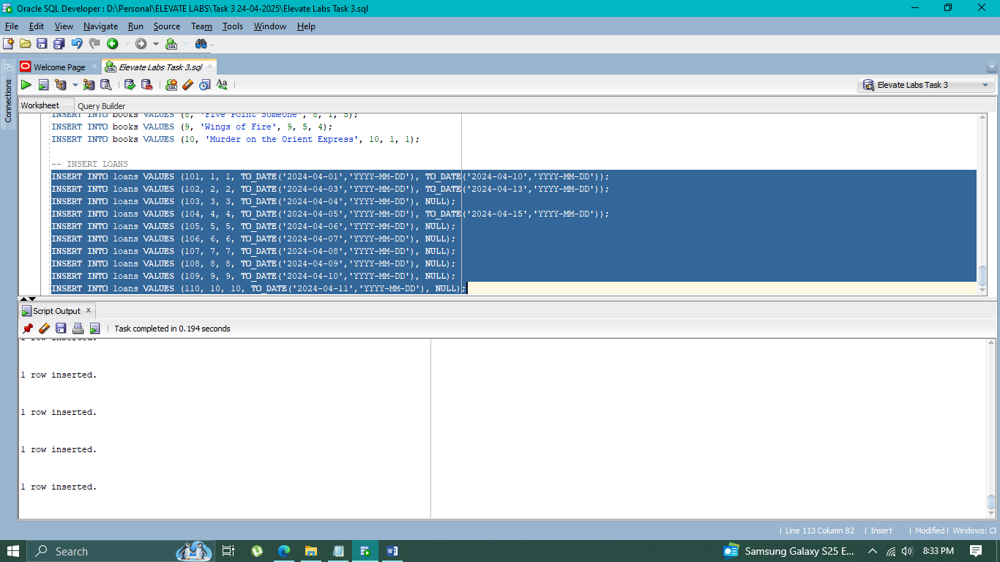 Oracle SQL Developer : D:\Personal\ELEVATE LABS\Task 3 24-04-2025\Elevate Labs Task 3.sql
File Edit View Navigate Run Source Team Tools Window Help
Welcome Page Elevate Labs Task 3.sql
Connections
Elevate Labs Task 3
Worksheet Query Builder
INSERT INTO books VALUES (8, 'Five Point Someone', 8, 1, 5);
INSERT INTO books VALUES (9, 'Wings of Fire', 9, 5, 4);
INSERT INTO books VALUES (10, 'Murder on the Orient Express', 10, 1, 1);
-- INSERT LOANS
INSERT INTO loans VALUES (101, 1, 1, TO_DATE('2024-04-01','YYYY-MM-DD'), TO_DATE('2024-04-10','YYYY-MM-DD'));
INSERT INTO loans VALUES (102, 2, 2, TO_DATE('2024-04-03','YYYY-MM-DD'), TO_DATE('2024-04-13','YYYY-MM-DD'));
INSERT INTO loans VALUES (103, 3, 3, TO_DATE('2024-04-04','YYYY-MM-DD'), NULL);
INSERT INTO loans VALUES (104, 4, 4, TO_DATE('2024-04-05','YYYY-MM-DD'), TO_DATE('2024-04-15','YYYY-MM-DD'));
INSERT INTO loans VALUES (105, 5, 5, TO_DATE('2024-04-06','YYYY-MM-DD'), NULL);
INSERT INTO loans VALUES (106, 6, 6, TO_DATE('2024-04-07','YYYY-MM-DD'), NULL);
INSERT INTO loans VALUES (107, 7, 7, TO_DATE('2024-04-08','YYYY-MM-DD'), NULL);
INSERT INTO loans VALUES (108, 8, 8, TO_DATE('2024-04-09','YYYY-MM-DD'), NULL);
INSERT INTO loans VALUES (109, 9, 9, TO_DATE('2024-04-10','YYYY-MM-DD'), NULL);
INSERT INTO loans VALUES (110, 10, 10, TO_DATE('2024-04-11','YYYY-MM-DD'), NULL);
Script Output x
Task completed in 0.194 seconds
1 row inserted.
1 row inserted.
1 row inserted.
1 row inserted.
1 row inserted.
| Line 113 Column 82 | Insert | Modified | Windows: CF
Search
Samsung Galaxy S25 E...
8:33 PM